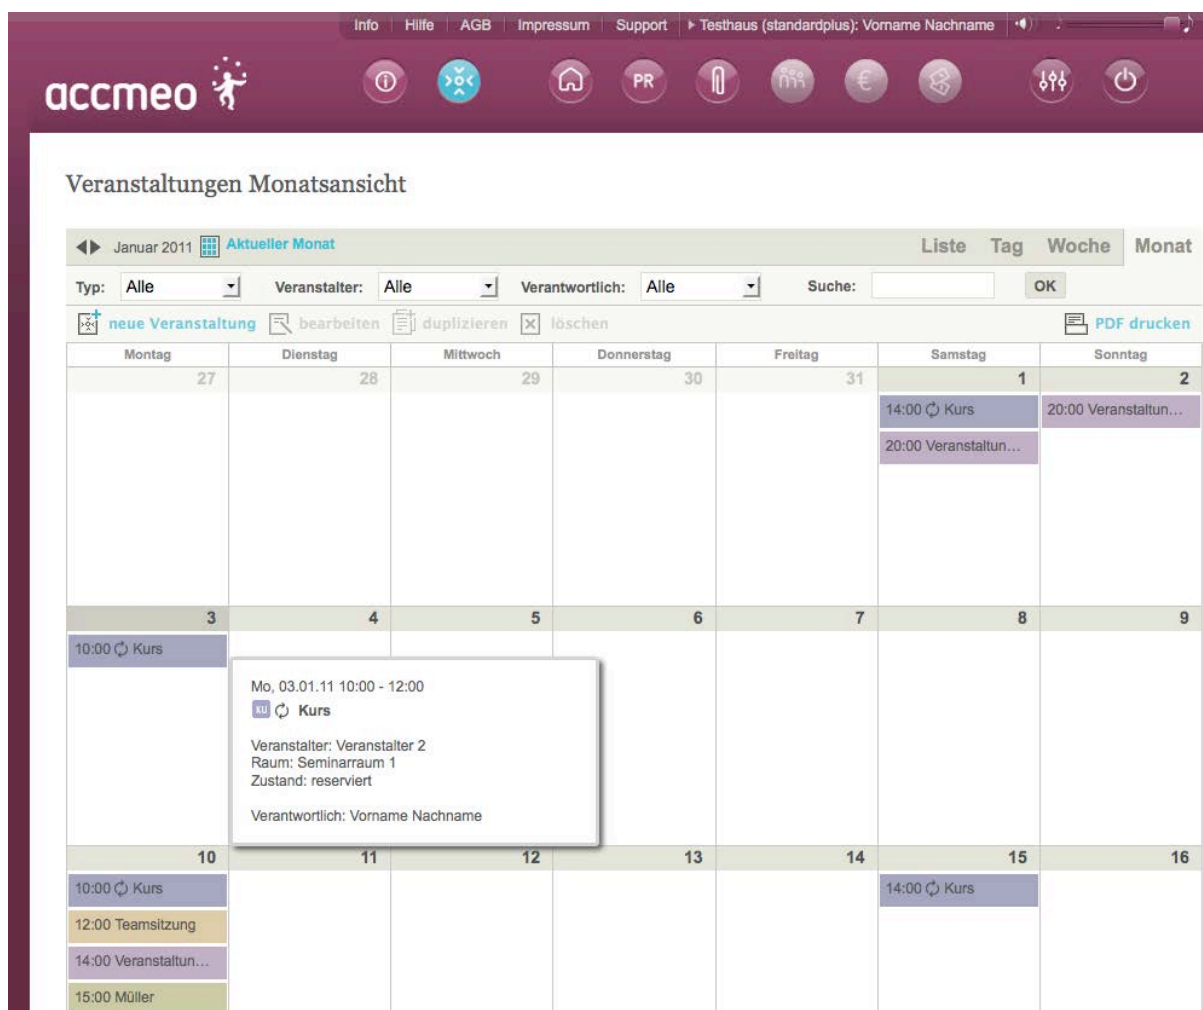 Info Hilfe AGB Impressum Support Testhaus (standardplus): Vorname Nachname
accmeo PR €
Veranstaltungen Monatsansicht
Januar 2011 Aktueller Monat Liste Tag Woche Monat
Typ: Alle Veranstalter: Alle Verantwortlich: Alle Suche: OK
neue Veranstaltung bearbeiten duplizieren löschen PDF drucken
Montag Dienstag Mittwoch Donnerstag Freitag Samstag Sonntag
27 28 29 30 31 1 2
14:00 Kurs 20:00 Veranstaltun...
20:00 Veranstaltun...
3 4 5 6 7 8 9
10:00 Kurs
Mo, 03.01.11 10:00 - 12:00
KU Kurs
Veranstalter: Veranstalter 2
Raum: Seminarraum 1
Zustand: reserviert
Verantwortlich: Vorname Nachname
10 11 12 13 14 15 16
10:00 Kurs 14:00 Kurs
12:00 Teamsitzung
14:00 Veranstaltun...
15:00 Müller